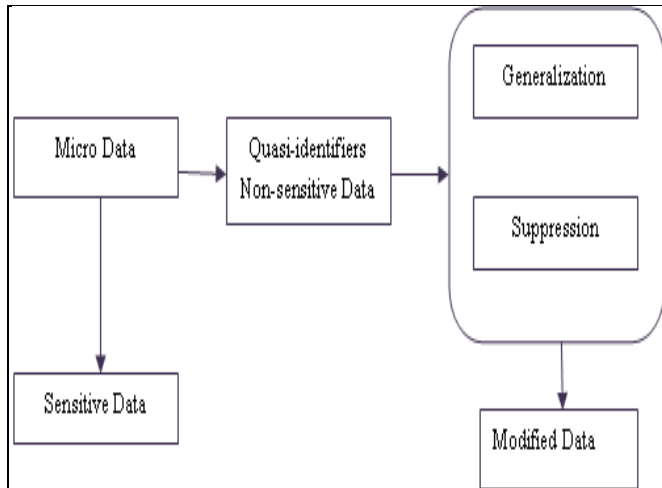 Generalization
Micro Data
Quasi-identifiers
Non-sensitive Data
Suppression
Sensitive Data
Modified Data